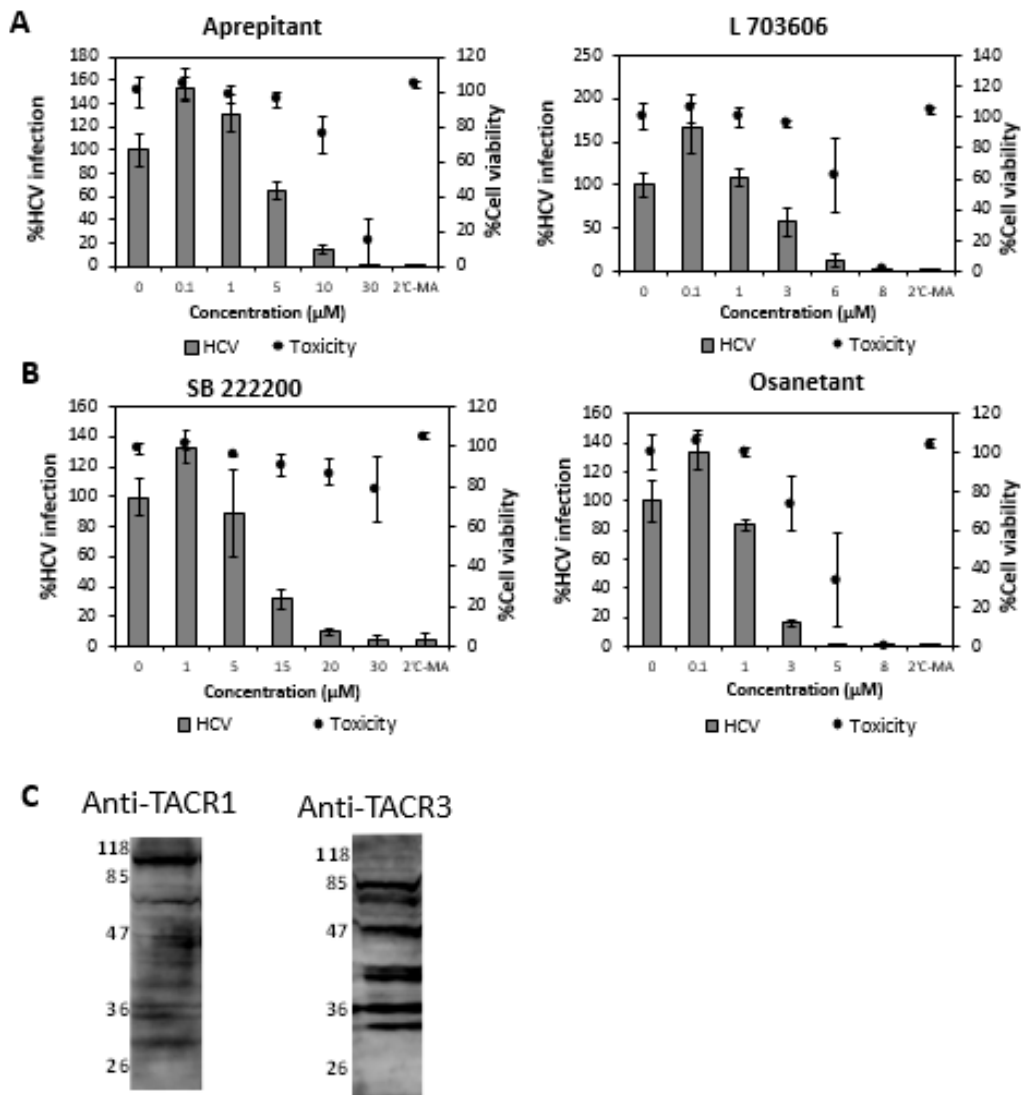 A
Aprepitant
%HCV infection
180
160
140
120
100
80
60
40
20
0
120
100
80
60
40
20
0
%Cell viability
0 0.1 1 5 10 30 2'C-MA
Concentration (µM)
HCV Toxicity
L 703606
%HCV infection
250
200
150
100
50
0
140
120
100
80
60
40
20
0
%Cell viability
0 0.1 1 3 6 8 2'C-MA
Concentration (µM)
HCV Toxicity
B
SB 222200
%HCV infection
160
140
120
100
80
60
40
20
0
120
100
80
60
40
20
0
%Cell viability
0 1 5 15 20 30 2'C-MA
Concentration (µM)
HCV Toxicity
Osanetant
%HCV infection
160
140
120
100
80
60
40
20
0
120
100
80
60
40
20
0
%Cell viability
0 0.1 1 3 5 8 2'C-MA
Concentration (µM)
HCV Toxicity
C
Anti-TACR1
118
85
47
36
26
Anti-TACR3
118
85
47
36
26